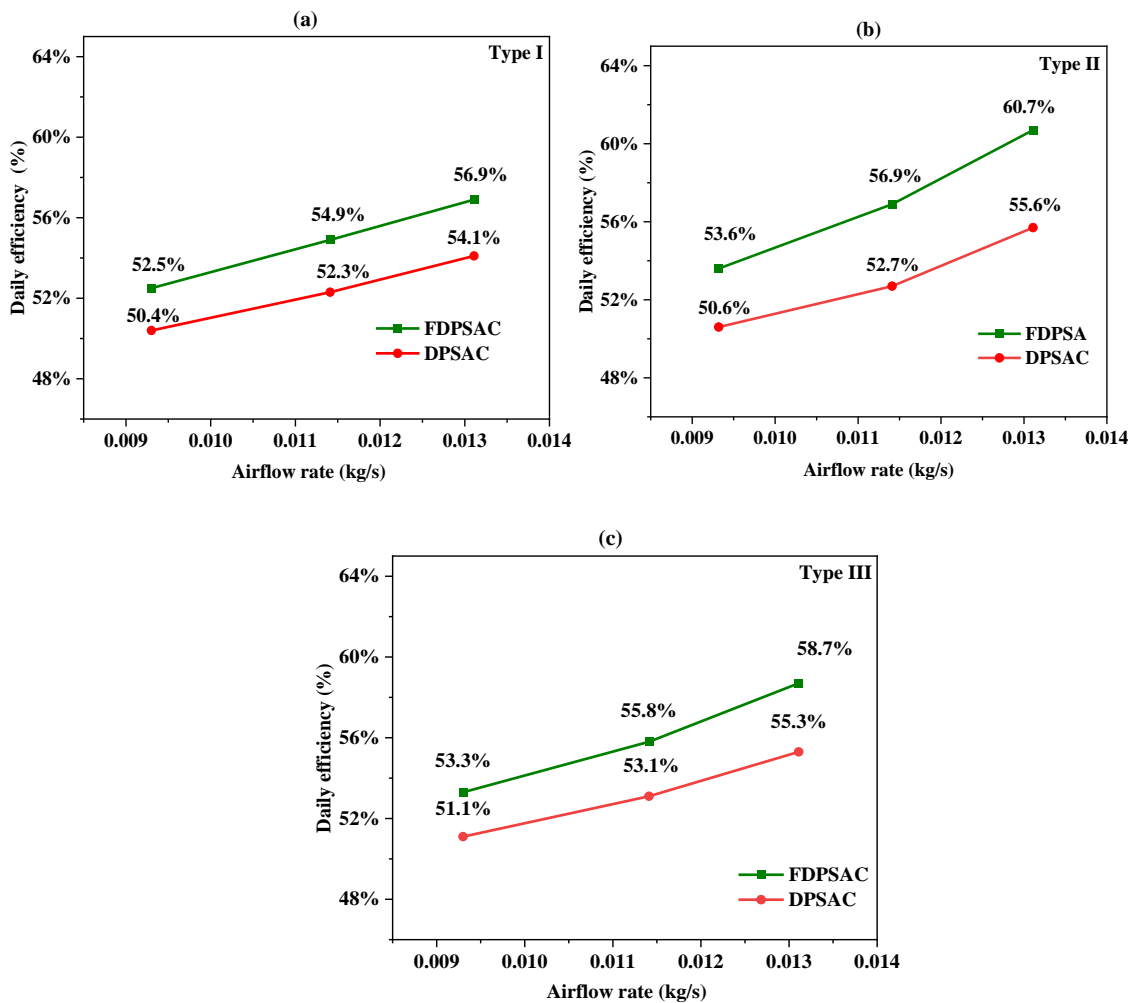 (a)
Type I
64%
60%
56%
52%
48%
Daily efficiency (%)
52.5%
54.9%
56.9%
50.4%
52.3%
54.1%
FDPSAC
DPSAC
0.009 0.010 0.011 0.012 0.013 0.014
Airflow rate (kg/s)
(b)
Type II
64%
60%
56%
52%
48%
Daily efficiency (%)
53.6%
56.9%
60.7%
50.6%
52.7%
55.6%
FDPSA
DPSAC
0.009 0.010 0.011 0.012 0.013 0.014
Airflow rate (kg/s)
(c)
Type III
64%
60%
56%
52%
48%
Daily efficiency (%)
53.3%
55.8%
58.7%
51.1%
53.1%
55.3%
FDPSAC
DPSAC
0.009 0.010 0.011 0.012 0.013 0.014
Airflow rate (kg/s)